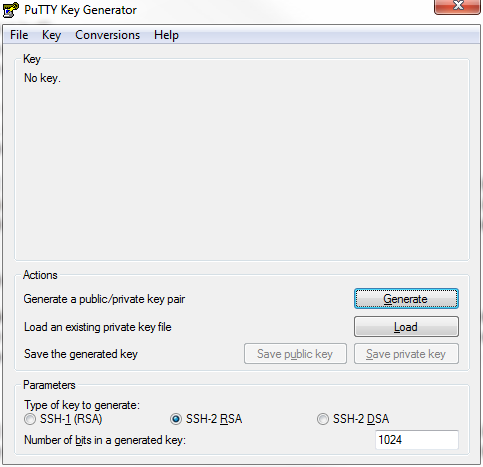 PuTTY Key Generator
File Key Conversions Help
Key
No key.
Actions
Generate a public/private key pair Generate
Load an existing private key file Load
Save the generated key Save public key Save private key
Parameters
Type of key to generate:
SSH-1 (RSA) SSH-2 RSA SSH-2 DSA
Number of bits in a generated key: 1024